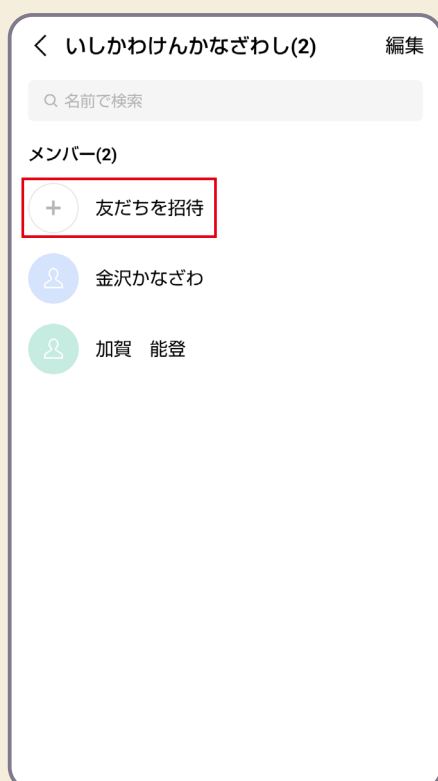 いしかわけんかなざわし(2) 編集
名前で検索
メンバー(2)
友だちを招待
金沢かなざわ
加賀　能登